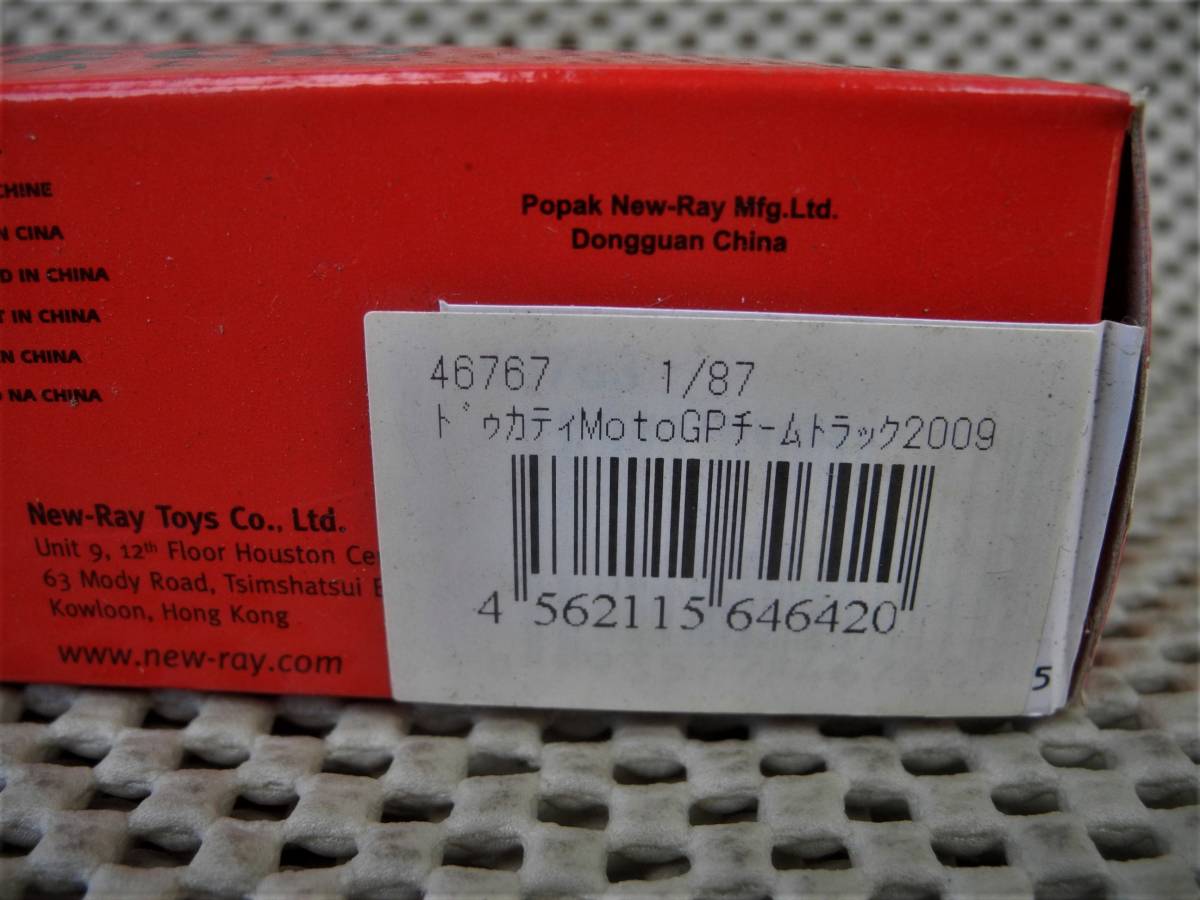 CHINE
N CINA
D IN CHINA
T IN CHINA
EN CHINA
NA CHINA
Popak New-Ray Mfg.Ltd.
Dongguan China
46767 1/87
ドゥカティMotoGPチームトラック2009
4 562115 646420
5
New-Ray Toys Co., Ltd.
Unit 9, 12th Floor Houston Ce
63 Mody Road, Tsimshatsui E
Kowloon, Hong Kong
www.new-ray.com